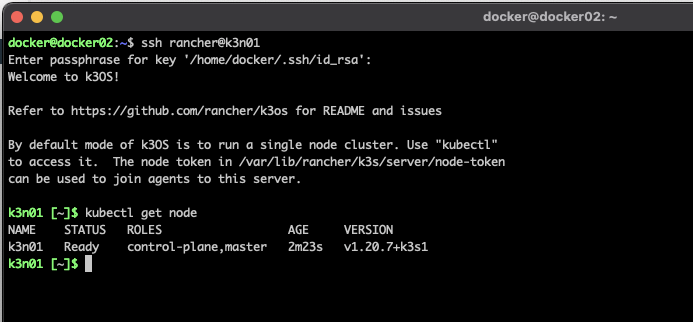 docker@docker02: ~
docker@docker02:~$ ssh rancher@k3n01
Enter passphrase for key '/home/docker/.ssh/id_rsa':
Welcome to k3OS!
Refer to https://github.com/rancher/k3os for README and issues
By default mode of k3OS is to run a single node cluster. Use "kubectl"
to access it.  The node token in /var/lib/rancher/k3s/server/node-token
can be used to join agents to this server.
k3n01 [~]$ kubectl get node
NAME    STATUS   ROLES                  AGE     VERSION
k3n01   Ready    control-plane,master   2m23s   v1.20.7+k3s1
k3n01 [~]$